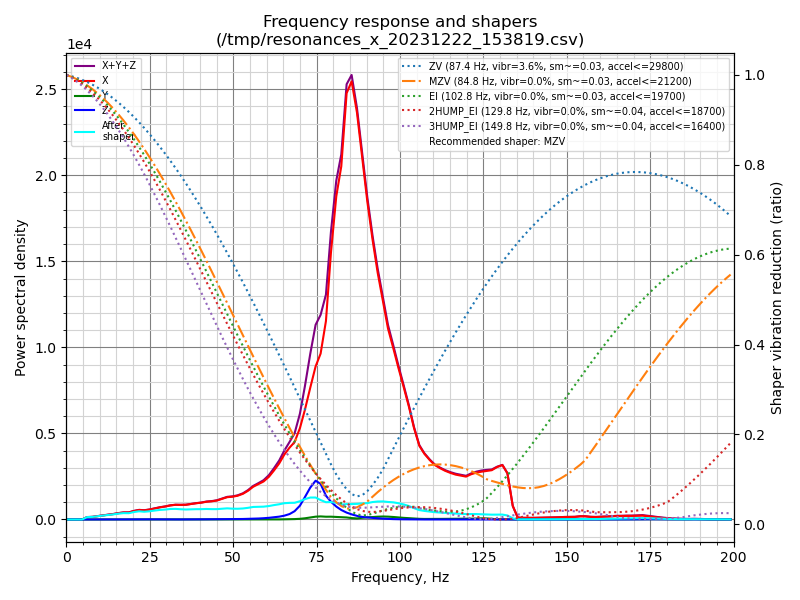 Frequency response and shapers
(/tmp/resonances_x_20231222_153819.csv)
1e4
X+Y+Z
X
Y
Z
After
shaper
ZV (87.4 Hz, vibr=3.6%, sm~=0.03, accel<=29800)
MZV (84.8 Hz, vibr=0.0%, sm~=0.03, accel<=21200)
EI (102.8 Hz, vibr=0.0%, sm~=0.03, accel<=19700)
2HUMP_EI (129.8 Hz, vibr=0.0%, sm~=0.04, accel<=18700)
3HUMP_EI (149.8 Hz, vibr=0.0%, sm~=0.04, accel<=16400)
Recommended shaper: MZV
Power spectral density
2.5
2.0
1.5
1.0
0.5
0.0
1.0
0.8
0.6
0.4
0.2
0.0
Shaper vibration reduction (ratio)
0 25 50 75 100 125 150 175 200
Frequency, Hz